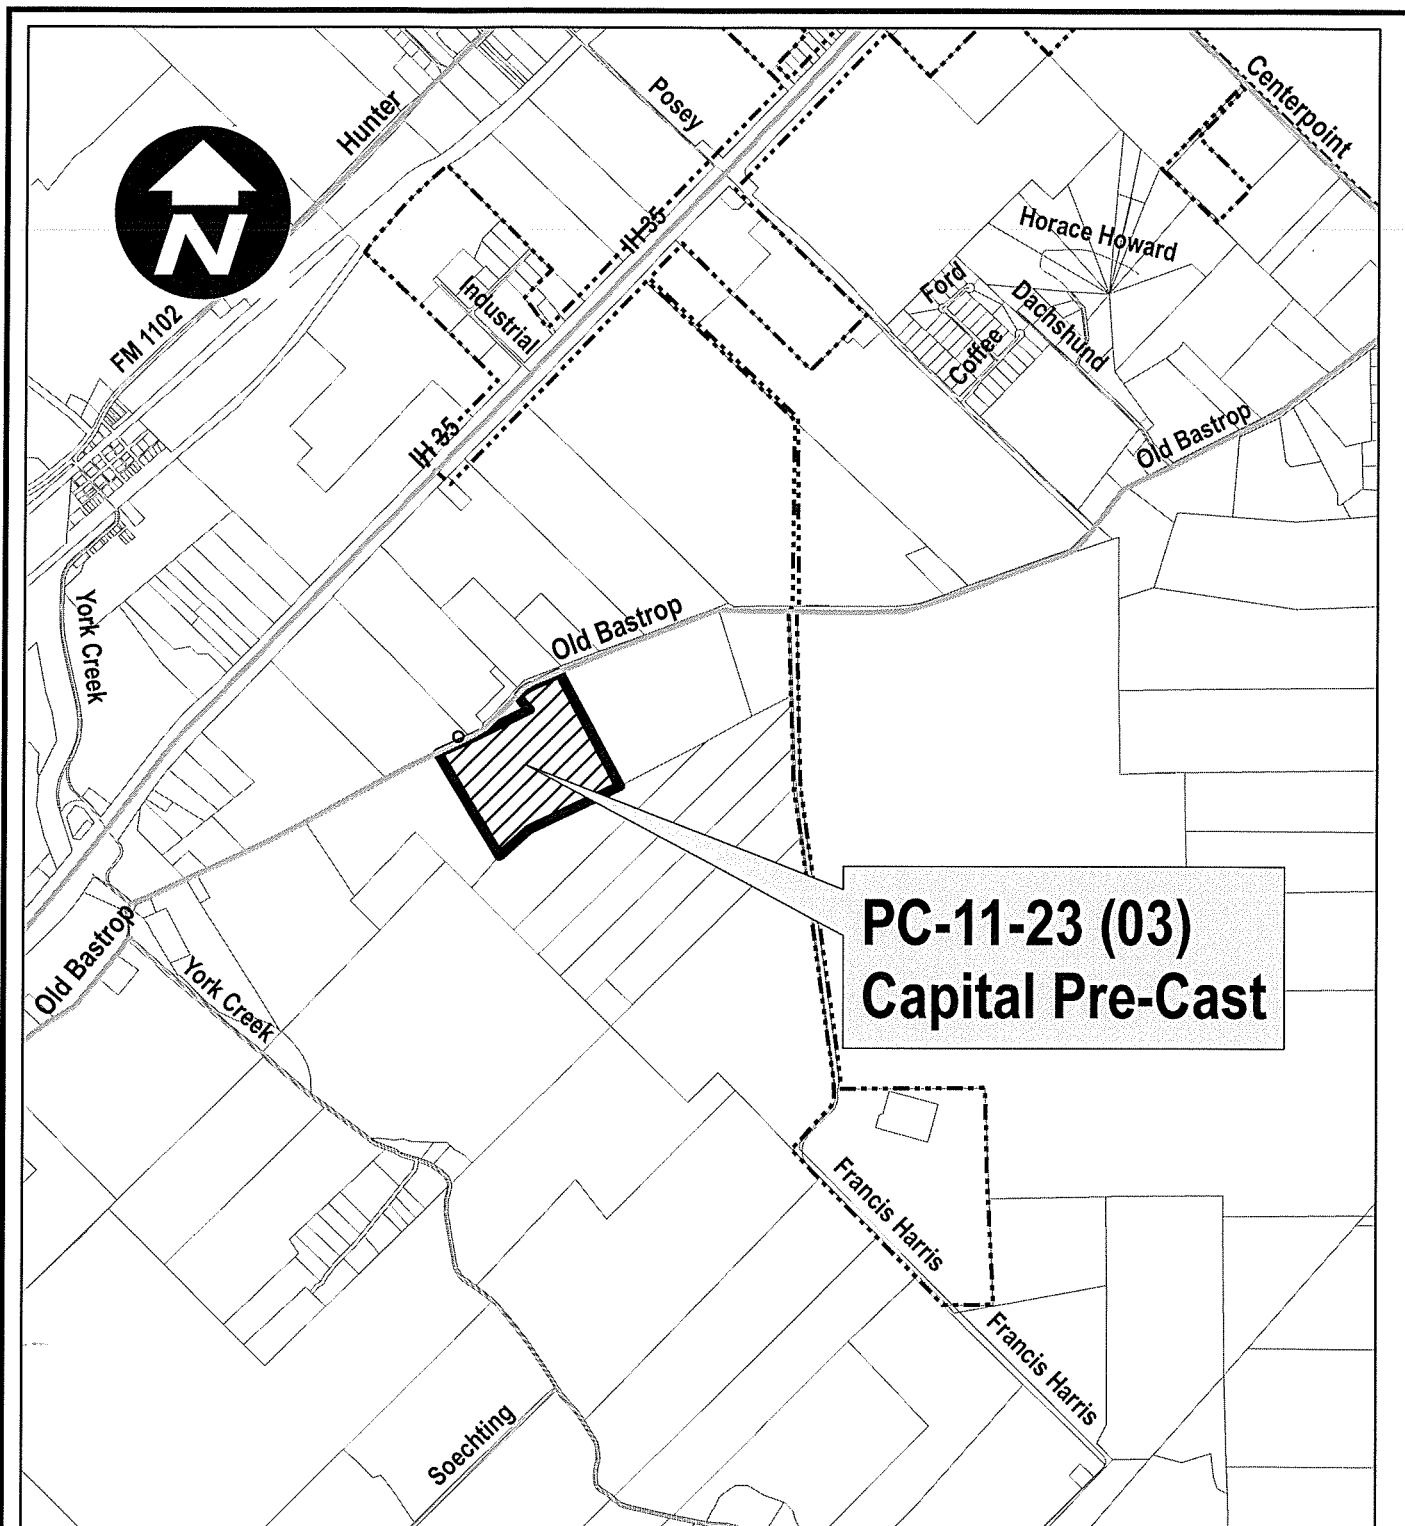 Hunter
Posey
Centerpoint
N
IH 35
Horace Howard
Industrial
Ford
Dachshund
Coffee
FM 1102
IH 35
Old Bastrop
York Creek
Old Bastrop
PC-11-23 (03)
Capital Pre-Cast
Old Bastrop
York Creek
Francis Harris
Francis Harris
Soechting